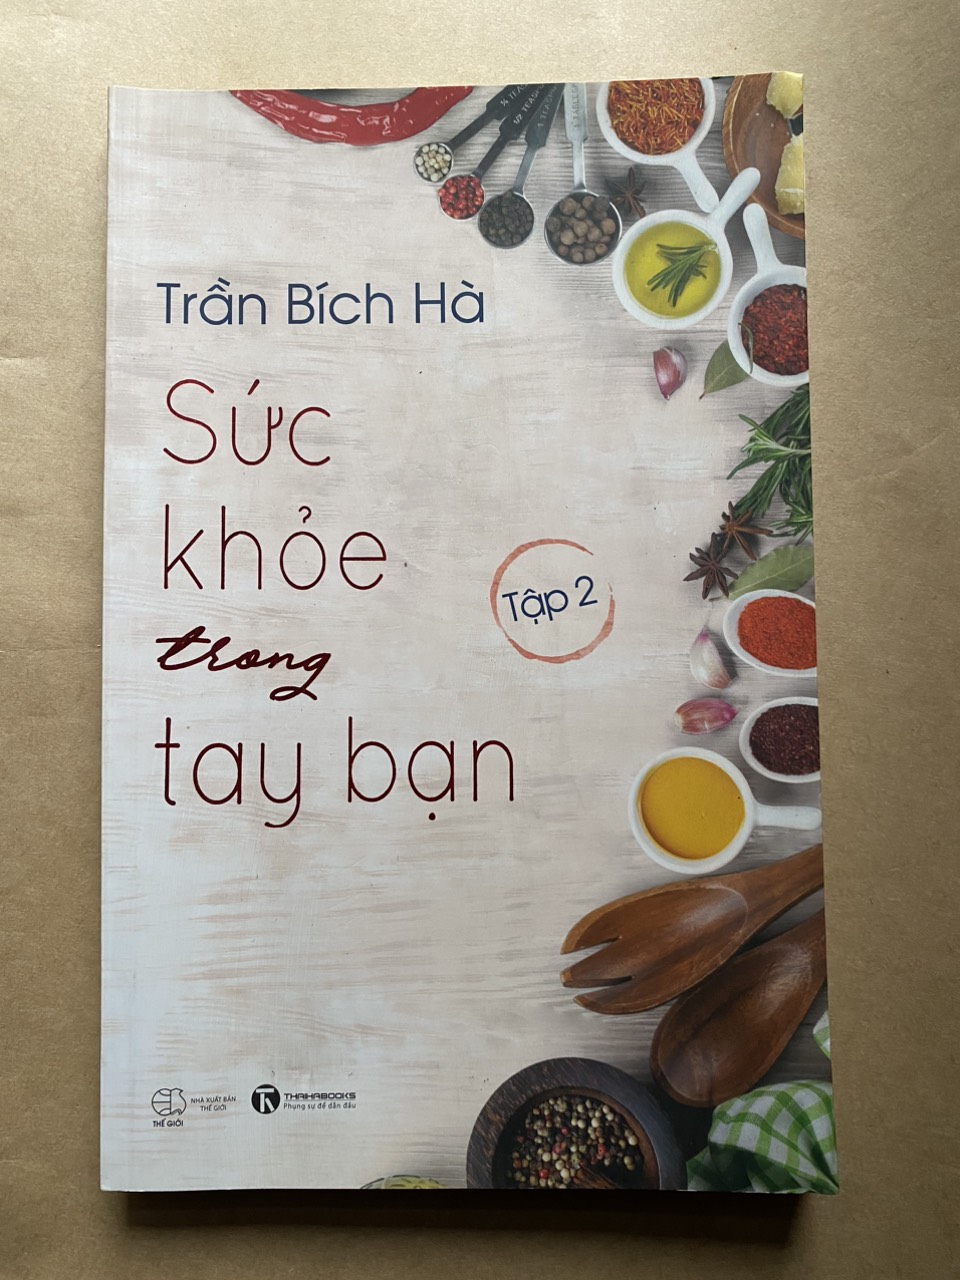 Trần Bích Hà
Sức
khỏe
trong
tay bạn
Tập 2
NHÀ XUẤT BẢN
THẾ GIỚI
THẾ GIỚI
THAIHABOOKS
Phụng sự để dẫn đầu